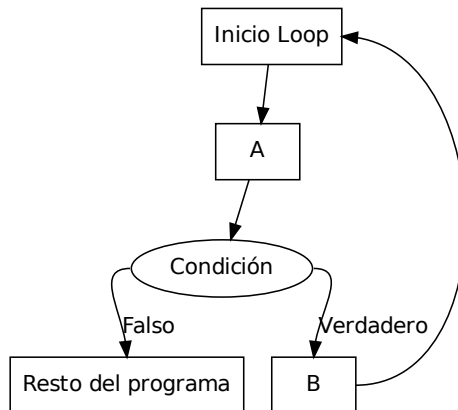 Inicio Loop
A
Condición
Falso
Verdadero
Resto del programa
B